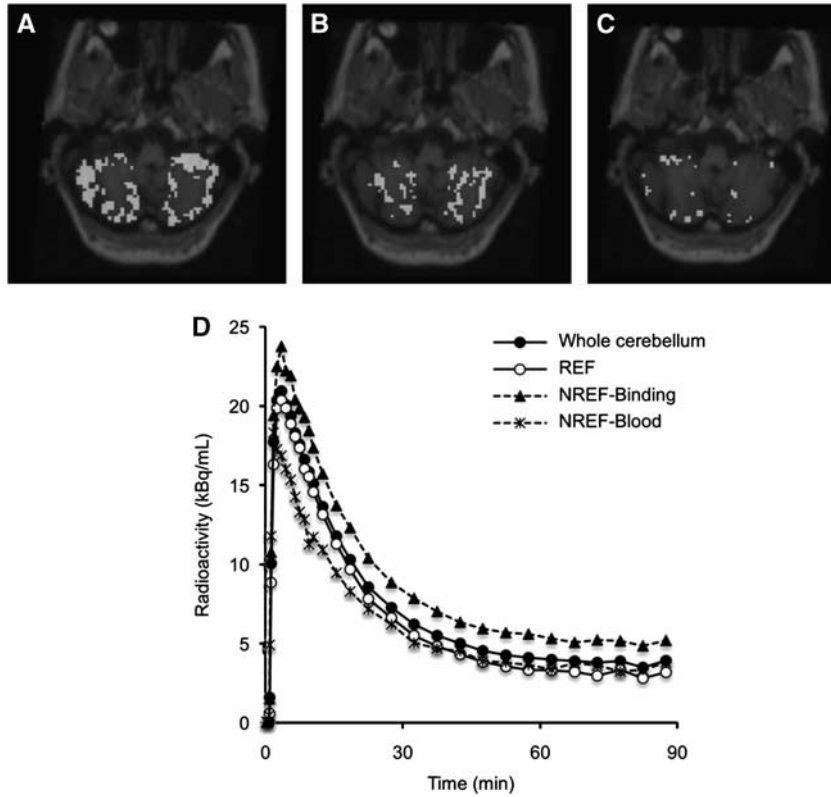 A
B
C
D
25
20
15
10
5
0
Radioactivity (kBq/mL)
Whole cerebellum
REF
NREF-Binding
NREF-Blood
0
30
60
90
Time (min)